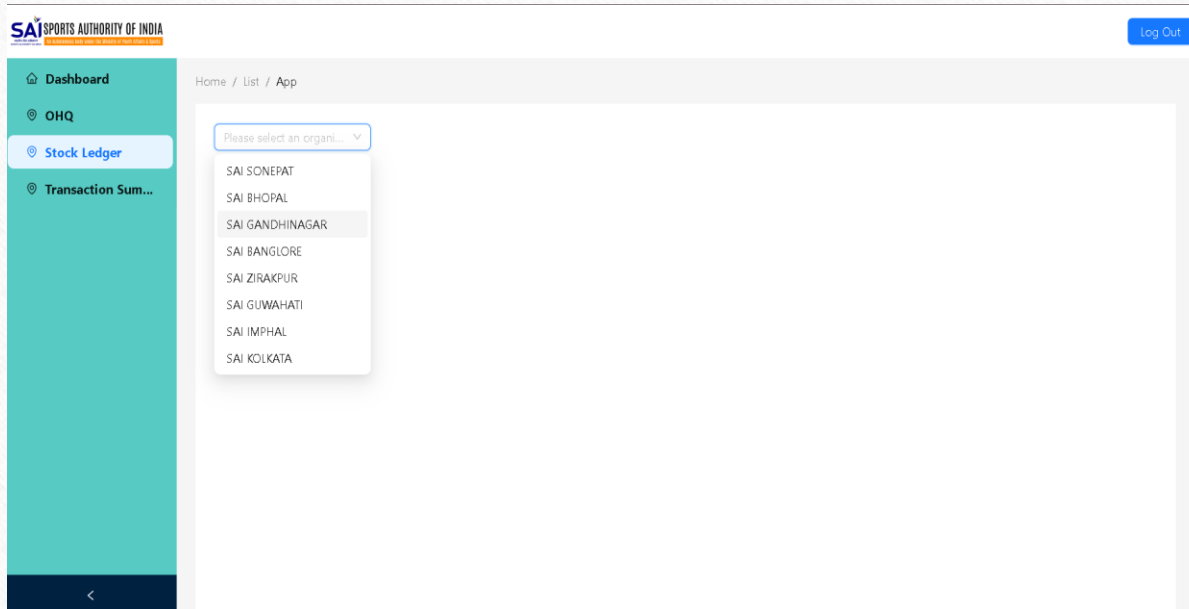 SAI SPORTS AUTHORITY OF INDIA
Log Out
Dashboard
OHQ
Stock Ledger
Transaction Sum...
Home / List / App
Please select an organi...
SAI SONEPAT
SAI BHOPAL
SAI GANDHINAGAR
SAI BANGLORE
SAI ZIRAKPUR
SAI GUWAHATI
SAI IMPHAL
SAI KOLKATA